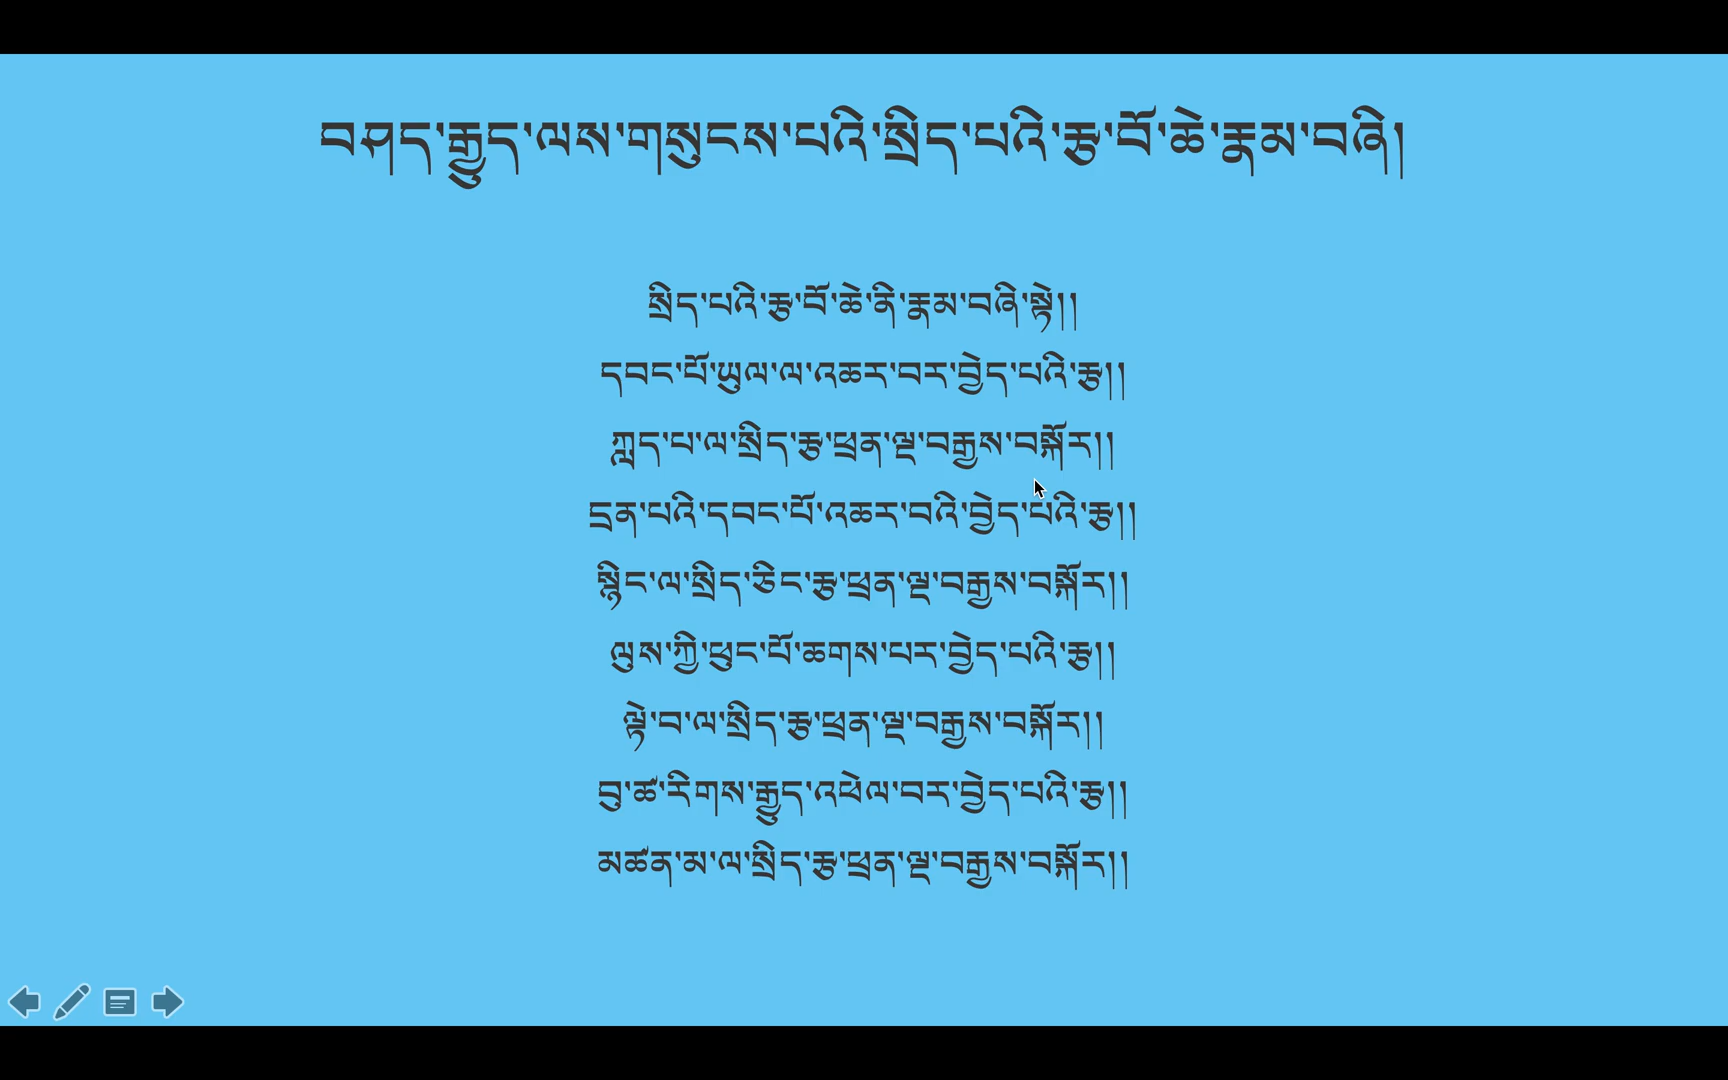 བཤད་རྒྱུད་ལས་གསུངས་པའི་སྲིད་པའི་རྩ་བོ་ཆེ་རྣམ་བཞི།
སྲིད་པའི་རྩ་བོ་ཆེ་ནི་རྣམ་བཞི་སྟེ།།
དབང་པོ་ཡུལ་ལ་འཆར་བར་བྱེད་པའི་རྩ།།
ཀླད་པ་ལ་སྲིད་རྩ་ཕྲན་ལྔ་བརྒྱས་བསྐོར།།
དྲན་པའི་དབང་པོ་འཆར་བའི་བྱེད་པའི་རྩ།།
སྙིང་ལ་སྲིད་ཅིང་རྩ་ཕྲན་ལྔ་བརྒྱས་བསྐོར།།
ལུས་ཀྱི་ཕུང་པོ་ཆགས་པར་བྱེད་པའི་རྩ།།
ལྟེ་བ་ལ་སྲིད་རྩ་ཕྲན་ལྔ་བརྒྱས་བསྐོར།།
བུ་ཚ་རིགས་རྒྱུད་འཕེལ་བར་བྱེད་པའི་རྩ།།
མཚན་མ་ལ་སྲིད་རྩ་ཕྲན་ལྔ་བརྒྱས་བསྐོར།།